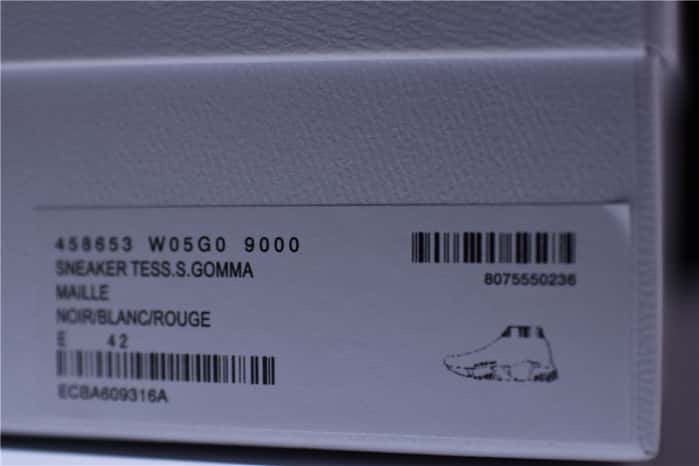 458653 W05G0 9000
SNEAKER TESS.S.GOMMA
MAILLE
NOIR/BLANC/ROUGE
E 42
ECBA609316A
8075550236